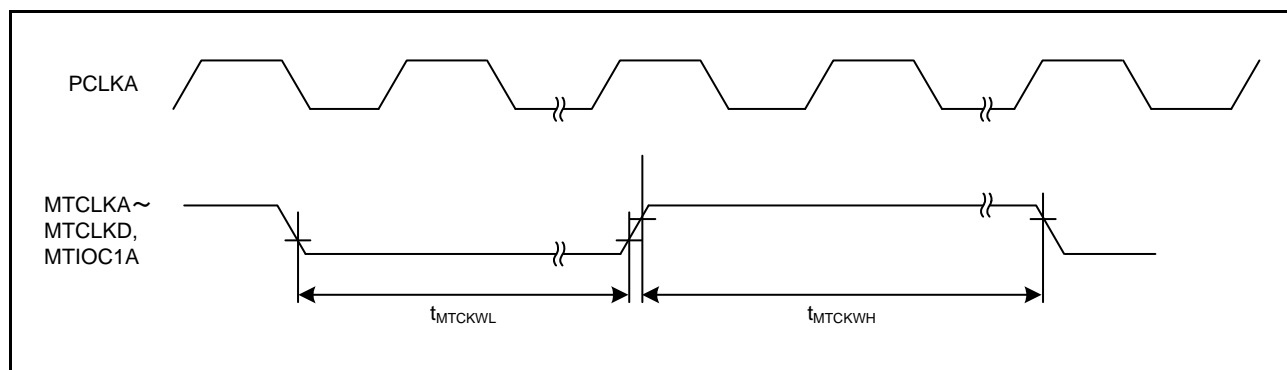 PCLKA
MTCLKA～
MTCLKD,
MTIOC1A
tMTCKWL
tMTCKWH